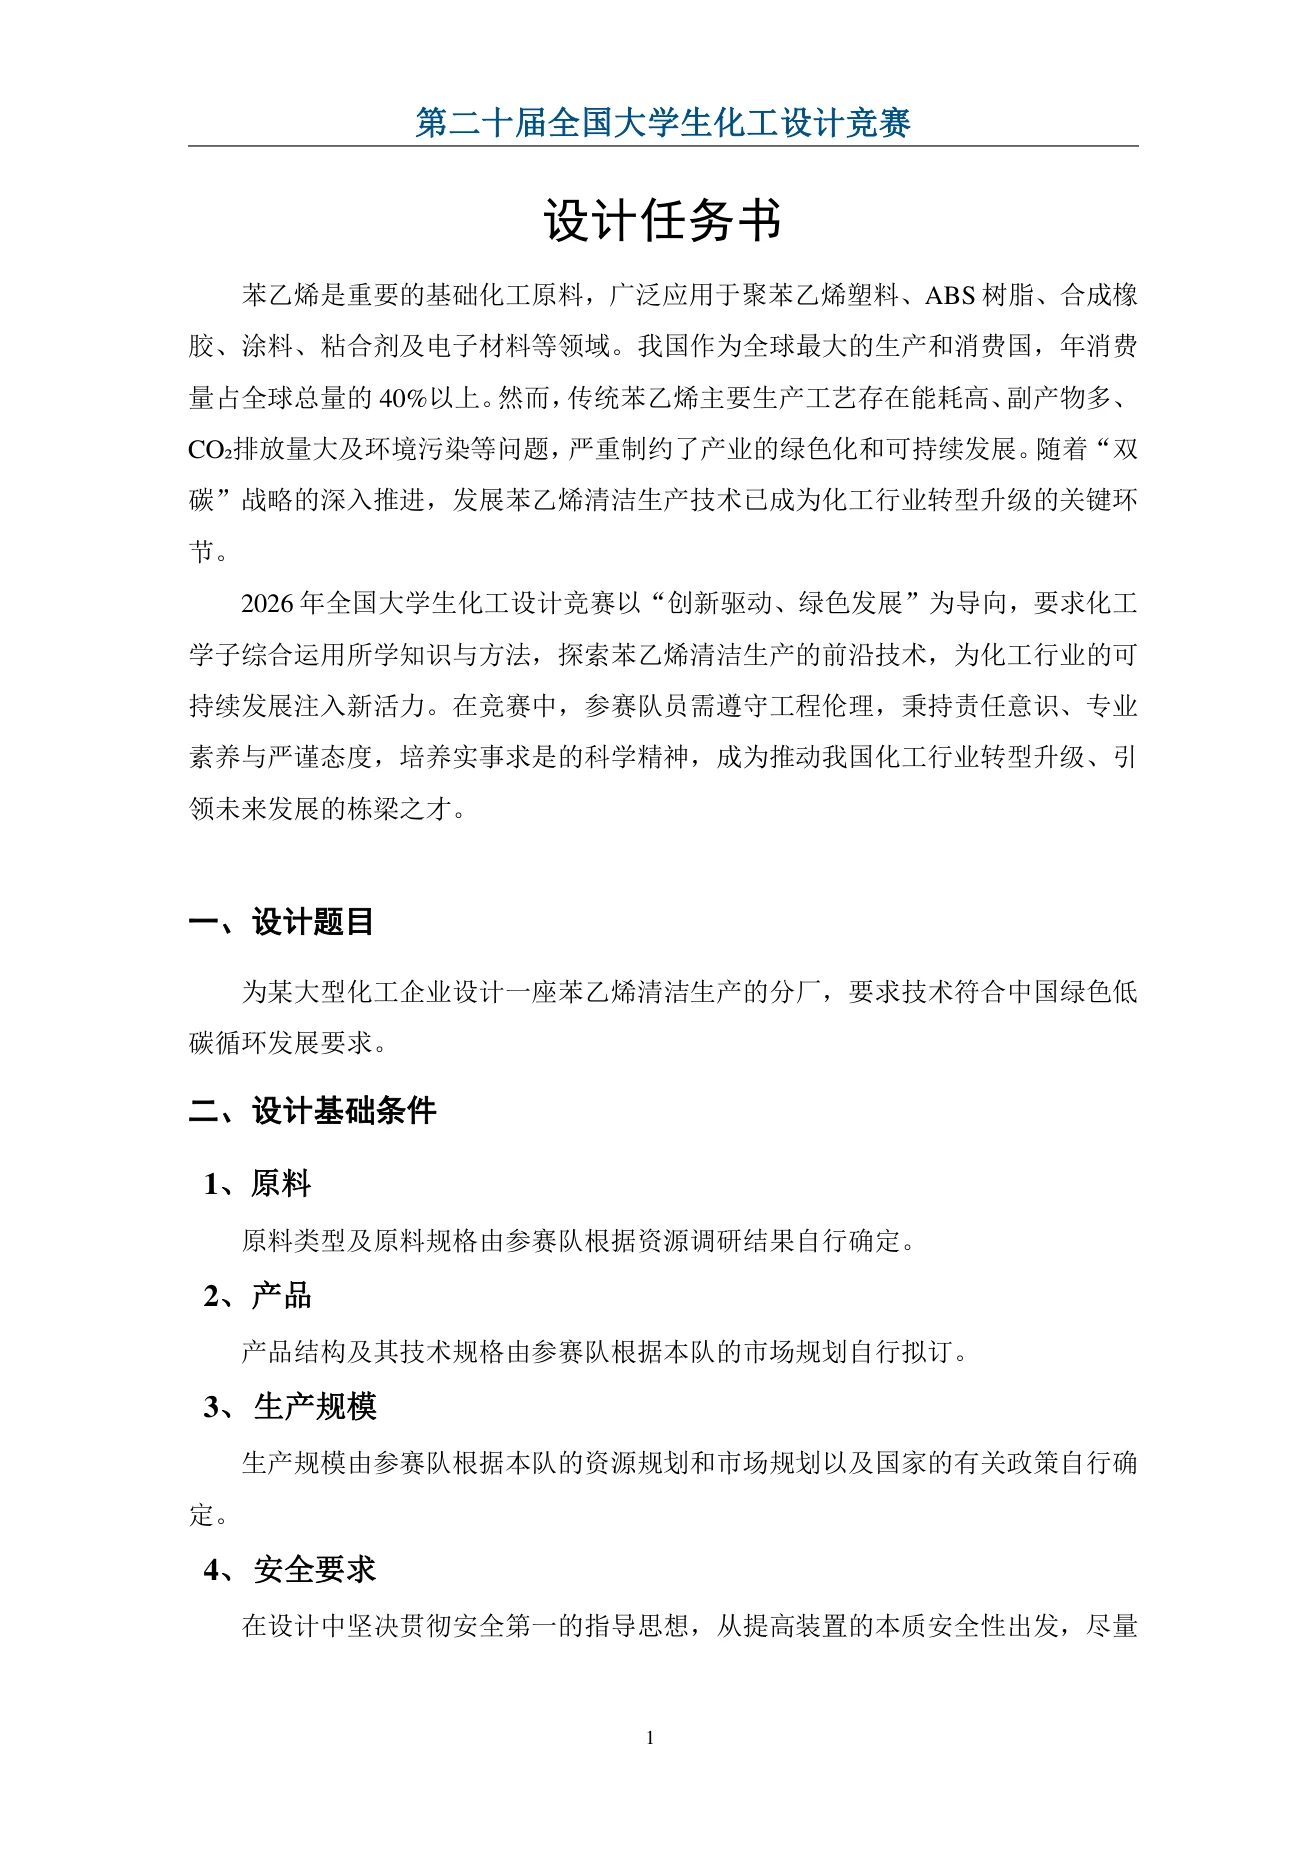 第二十届全国大学生化工设计竞赛
设计任务书
苯乙烯是重要的基础化工原料，广泛应用于聚苯乙烯塑料、ABS 树脂、合成橡
胶、涂料、粘合剂及电子材料等领域。我国作为全球最大的生产和消费国，年消费
量占全球总量的 40%以上。然而，传统苯乙烯主要生产工艺存在能耗高、副产物多、
CO₂排放量大及环境污染等问题，严重制约了产业的绿色化和可持续发展。随着“双
碳”战略的深入推进，发展苯乙烯清洁生产技术已成为化工行业转型升级的关键环
节。
2026 年全国大学生化工设计竞赛以“创新驱动、绿色发展”为导向，要求化工
学子综合运用所学知识与方法，探索苯乙烯清洁生产的前沿技术，为化工行业的可
持续发展注入新活力。在竞赛中，参赛队员需遵守工程伦理，秉持责任意识、专业
素养与严谨态度，培养实事求是的科学精神，成为推动我国化工行业转型升级、引
领未来发展的栋梁之才。
一、设计题目
为某大型化工企业设计一座苯乙烯清洁生产的分厂，要求技术符合中国绿色低
碳循环发展要求。
二、设计基础条件
1、原料
原料类型及原料规格由参赛队根据资源调研结果自行确定。
2、产品
产品结构及其技术规格由参赛队根据本队的市场规划自行拟订。
3、生产规模
生产规模由参赛队根据本队的资源规划和市场规划以及国家的有关政策自行确
定。
4、安全要求
在设计中坚决贯彻安全第一的指导思想，从提高装置的本质安全性出发，尽量
1